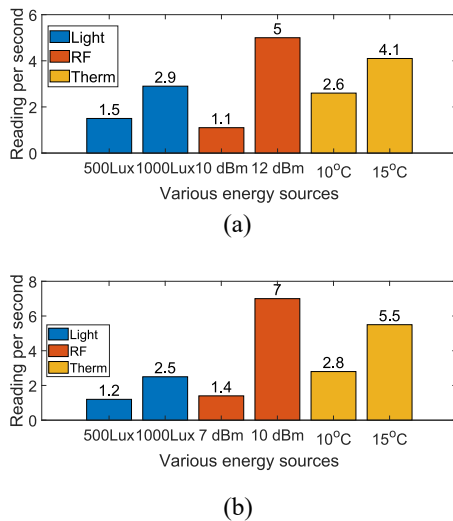 Reading per second
6
4
2
0
Light
RF
Therm
1.5
2.9
1.1
5
2.6
4.1
500Lux 1000Lux 10 dBm 12 dBm 10°C 15°C
Various energy sources
(a)
Reading per second
8
6
4
2
0
Light
RF
Therm
1.2
2.5
1.4
7
2.8
5.5
500Lux 1000Lux 7 dBm 10 dBm 10°C 15°C
Various energy sources
(b)